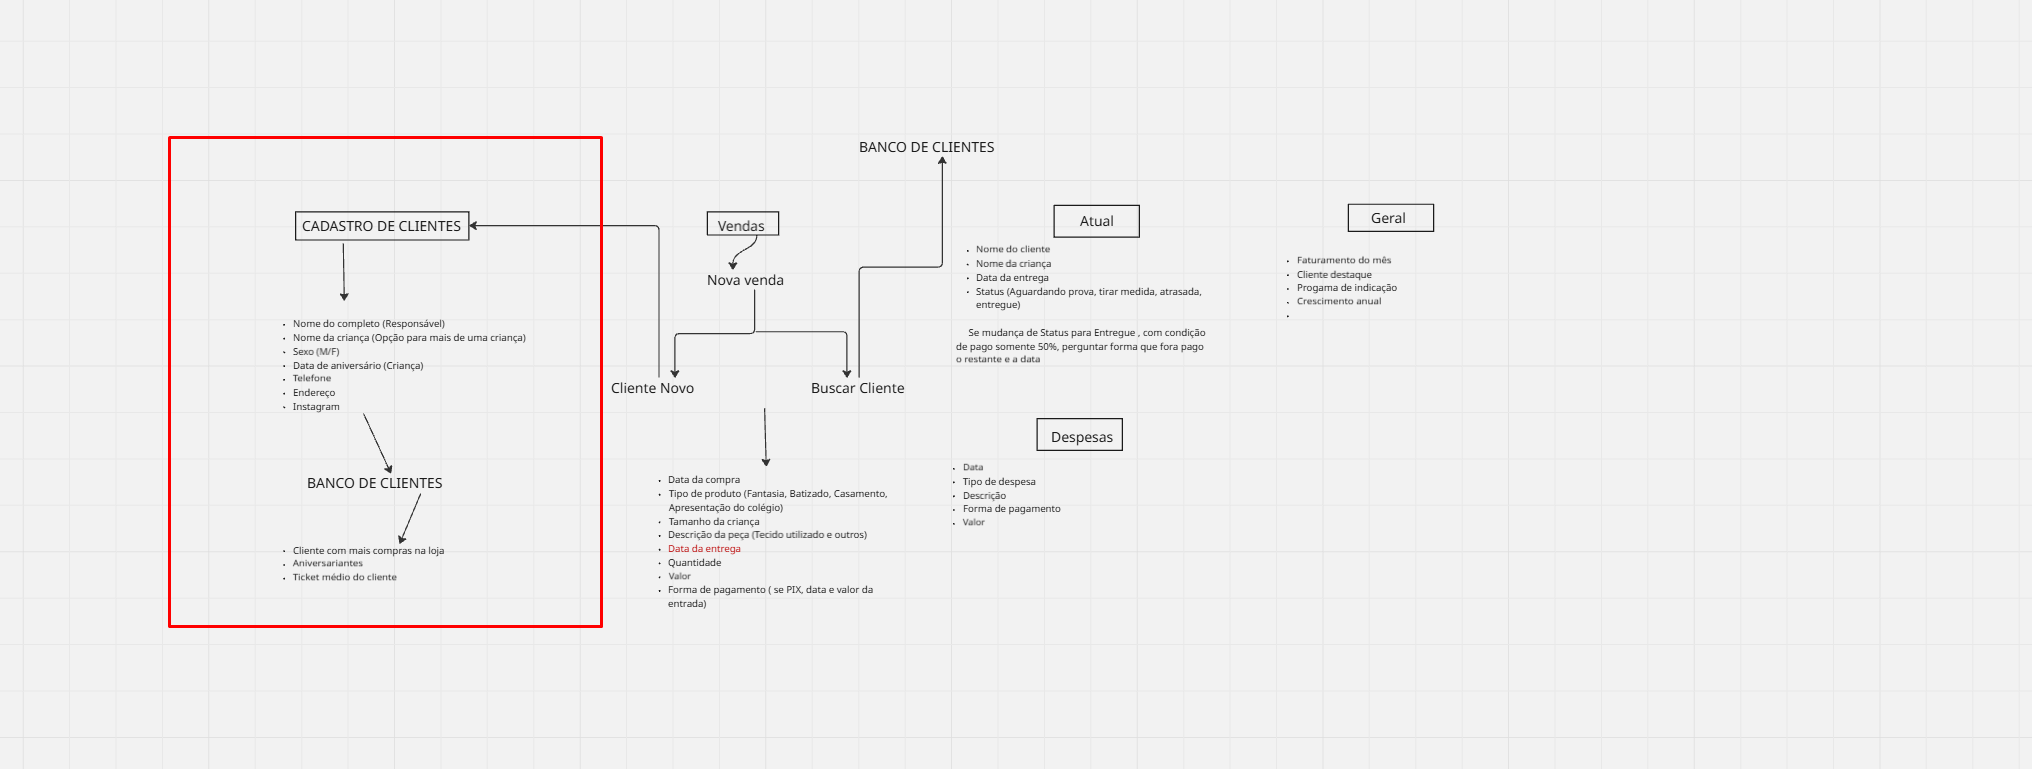 CADASTRO DE CLIENTES
Nome do completo (Responsável)
Nome da criança (Opção para mais de uma criança)
Sexo (M/F)
Data de aniversário (Criança)
Telefone
Endereço
Instagram
BANCO DE CLIENTES
Cliente com mais compras na loja
Aniversariantes
Ticket médio do cliente
Vendas
Nova venda
Cliente Novo
Buscar Cliente
BANCO DE CLIENTES
Data da compra
Tipo de produto (Fantasia, Batizado, Casamento,
Apresentação do colégio)
Tamanho da criança
Descrição da peça (Tecido utilizado e outros)
Data da entrega
Quantidade
Valor
Forma de pagamento ( se PIX, data e valor da
entrada)
Atual
Nome do cliente
Nome da criança
Data da entrega
Status (Aguardando prova, tirar medida, atrasada,
entregue)
Se mudança de Status para Entregue , com condição
de pago somente 50%, perguntar forma que fora pago
o restante e a data
Despesas
Data
Tipo de despesa
Descrição
Forma de pagamento
Valor
Geral
Faturamento do mês
Cliente destaque
Progama de indicação
Crescimento anual